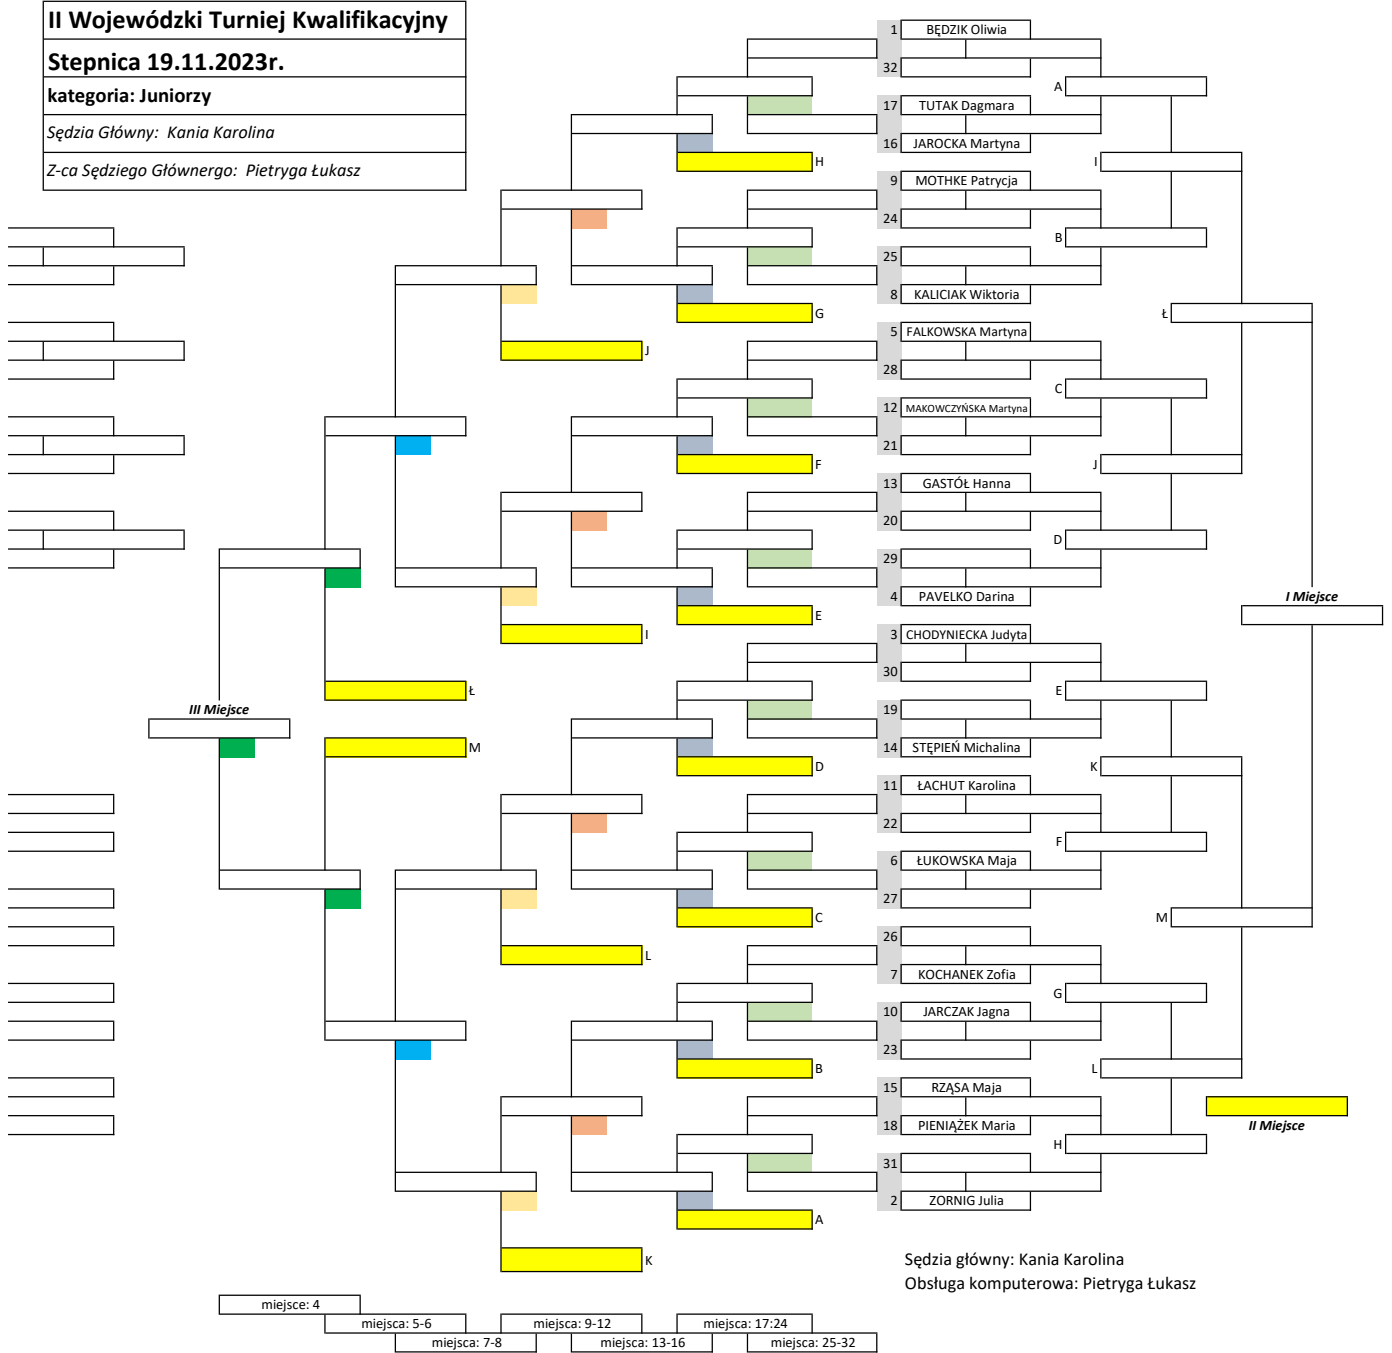 II Wojewódzki Turniej Kwalifikacyjny
Stepnica 19.11.2023r.
kategoria: Juniorzy
Sędzia Główny: Kania Karolina
Z-ca Sędziego Głównergo: Pietryga Łukasz
1 BĘDZIK Oliwia
32
A
17 TUTAK Dagmara
16 JAROCKA Martyna
H
I
9 MOTHKE Patrycja
24
B
25
8 KALICIAK Wiktoria
G
Ł
5 FALKOWSKA Martyna
J
28
C
12 MAKOWCZYŃSKA Martyna
21
F
J
13 GASTÓŁ Hanna
20
D
29
4 PAVELKO Darina
I Miejsce
E
3 CHODYNIECKA Judyta
I
30
Ł
E
III Miejsce
19
14 STĘPIEŃ Michalina
M
D
K
11 ŁACHUT Karolina
22
F
6 ŁUKOWSKA Maja
27
C
M
26
L
7 KOCHANEK Zofia
G
10 JARCZAK Jagna
23
B
L
15 RZĄSA Maja
18 PIENIĄŻEK Maria
II Miejsce
H
31
2 ZORNIG Julia
A
K
Sędzia główny: Kania Karolina
Obsługa komputerowa: Pietryga Łukasz
miejsce: 4
miejsca: 5-6
miejsca: 9-12
miejsca: 17:24
miejsca: 7-8
miejsca: 13-16
miejsca: 25-32